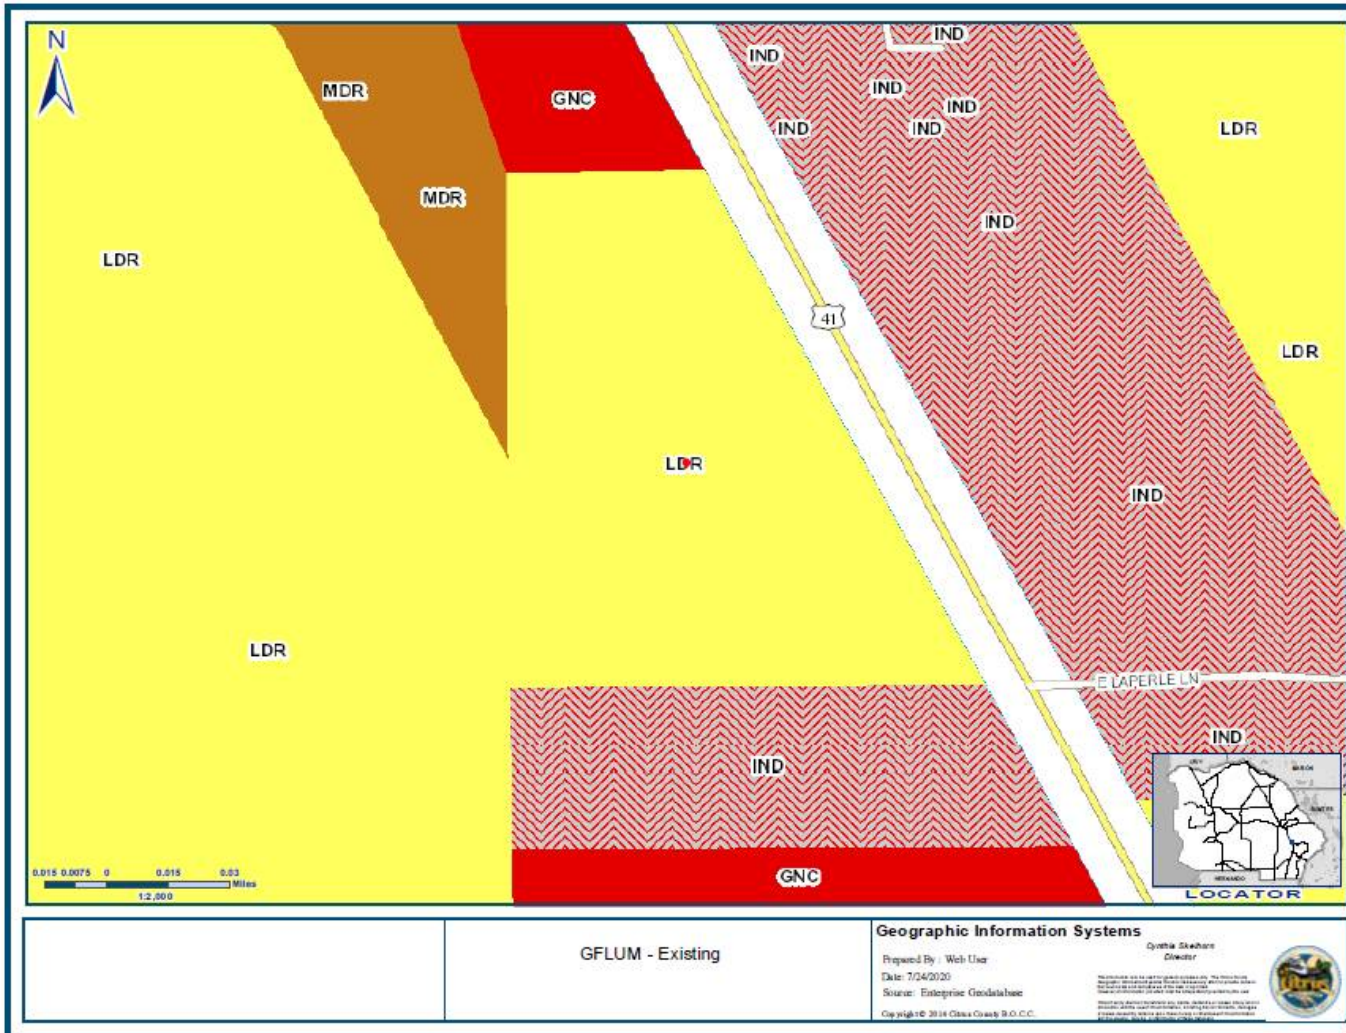 N
IND
IND
MDR
GNC
IND
IND
IND
IND
LDR
MDR
IND
LDR
41
LDR
LDR
IND
LDR
E LAPERLE LN
IND
IND
GNC
0.015 0.0075 0 0.015 0.03
Miles
1:2,000
HERNANDO
LOCATOR
GFLUM - Existing
Geographic Information Systems
Cynthia Skelhorn
Director
Prepared By : Web User
Date: 7/24/2020
Source: Enterprise Geodatabase
Copyright © 2014 Citrus County B.O.C.C.
Citrus